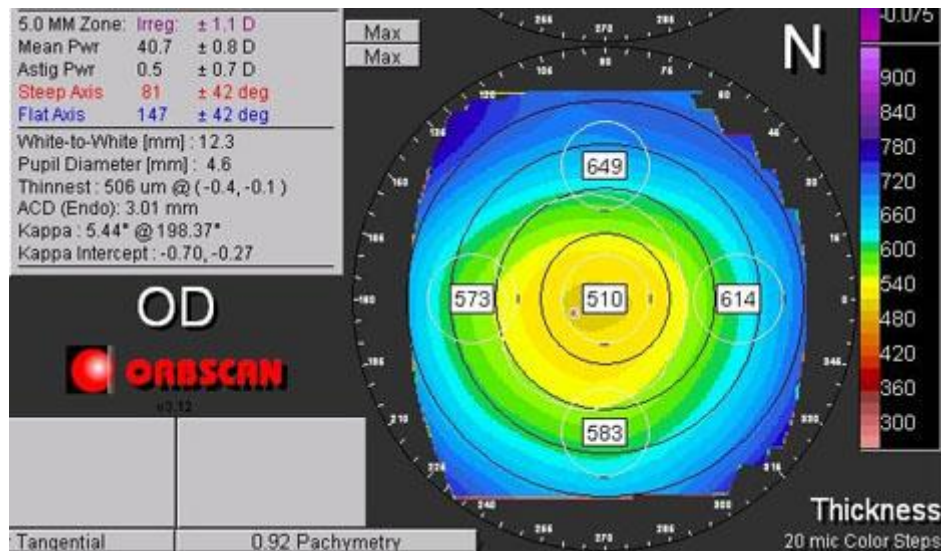 5.0 MM Zone: Irreg: ± 1.1 D
Mean Pwr 40.7 ± 0.8 D
Astig Pwr 0.5 ± 0.7 D
Steep Axis 81 ± 42 deg
Flat Axis 147 ± 42 deg
White-to-White [mm] : 12.3
Pupil Diameter [mm] : 4.6
Thinnest : 506 um @ (-0.4, -0.1)
ACD (Endo): 3.01 mm
Kappa : 5.44° @ 198.37°
Kappa Intercept : -0.70, -0.27
Max
Max
OD
ORBSCAN
N
649
573
510
614
583
-0.075
900
840
780
720
660
600
540
480
420
360
300
Thickness
20 mic Color Steps
Tangential
0.92 Pachymetry